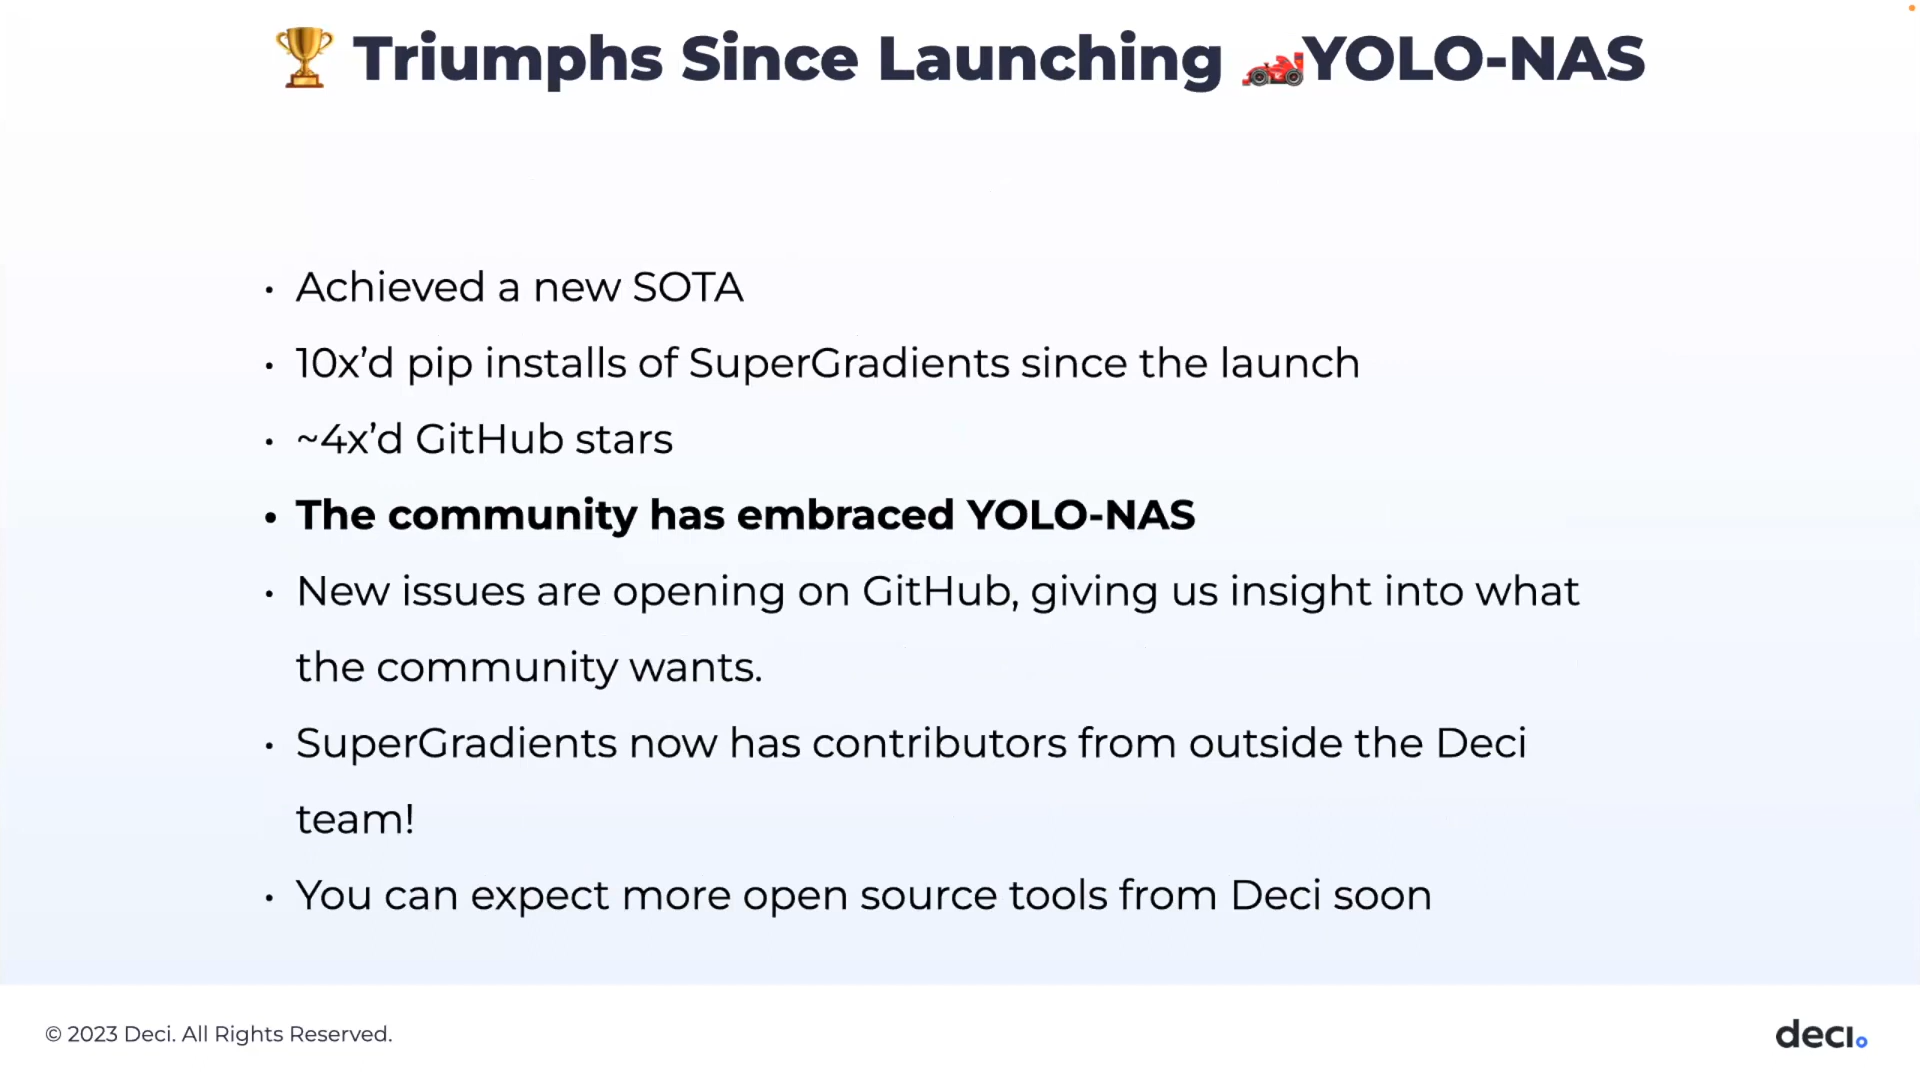 🏆 Triumphs Since Launching 🏎️YOLO-NAS
• Achieved a new SOTA
• 10x’d pip installs of SuperGradients since the launch
• ~4x’d GitHub stars
• The community has embraced YOLO-NAS
• New issues are opening on GitHub, giving us insight into what
the community wants.
• SuperGradients now has contributors from outside the Deci
team!
• You can expect more open source tools from Deci soon
© 2023 Deci. All Rights Reserved.
deci.